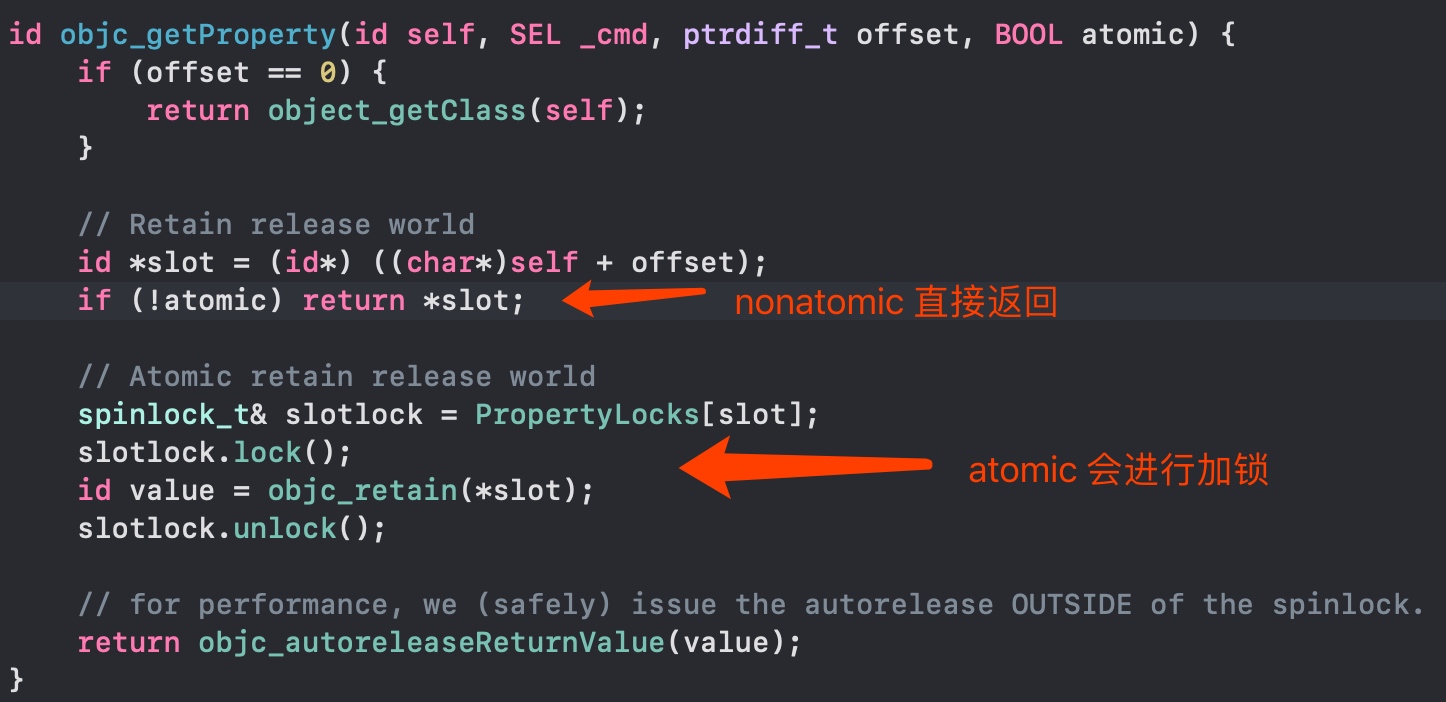 id objc_getProperty(id self, SEL _cmd, ptrdiff_t offset, BOOL atomic) {
    if (offset == 0) {
        return object_getClass(self);
    }

    // Retain release world
    id *slot = (id*) ((char*)self + offset);
    if (!atomic) return *slot; nonatomic 直接返回

    // Atomic retain release world
    spinlock_t& slotlock = PropertyLocks[slot];
    slotlock.lock();
atomic 会进行加锁
    id value = objc_retain(*slot);
    slotlock.unlock();

    // for performance, we (safely) issue the autorelease OUTSIDE of the spinlock.
    return objc_autoreleaseReturnValue(value);
}